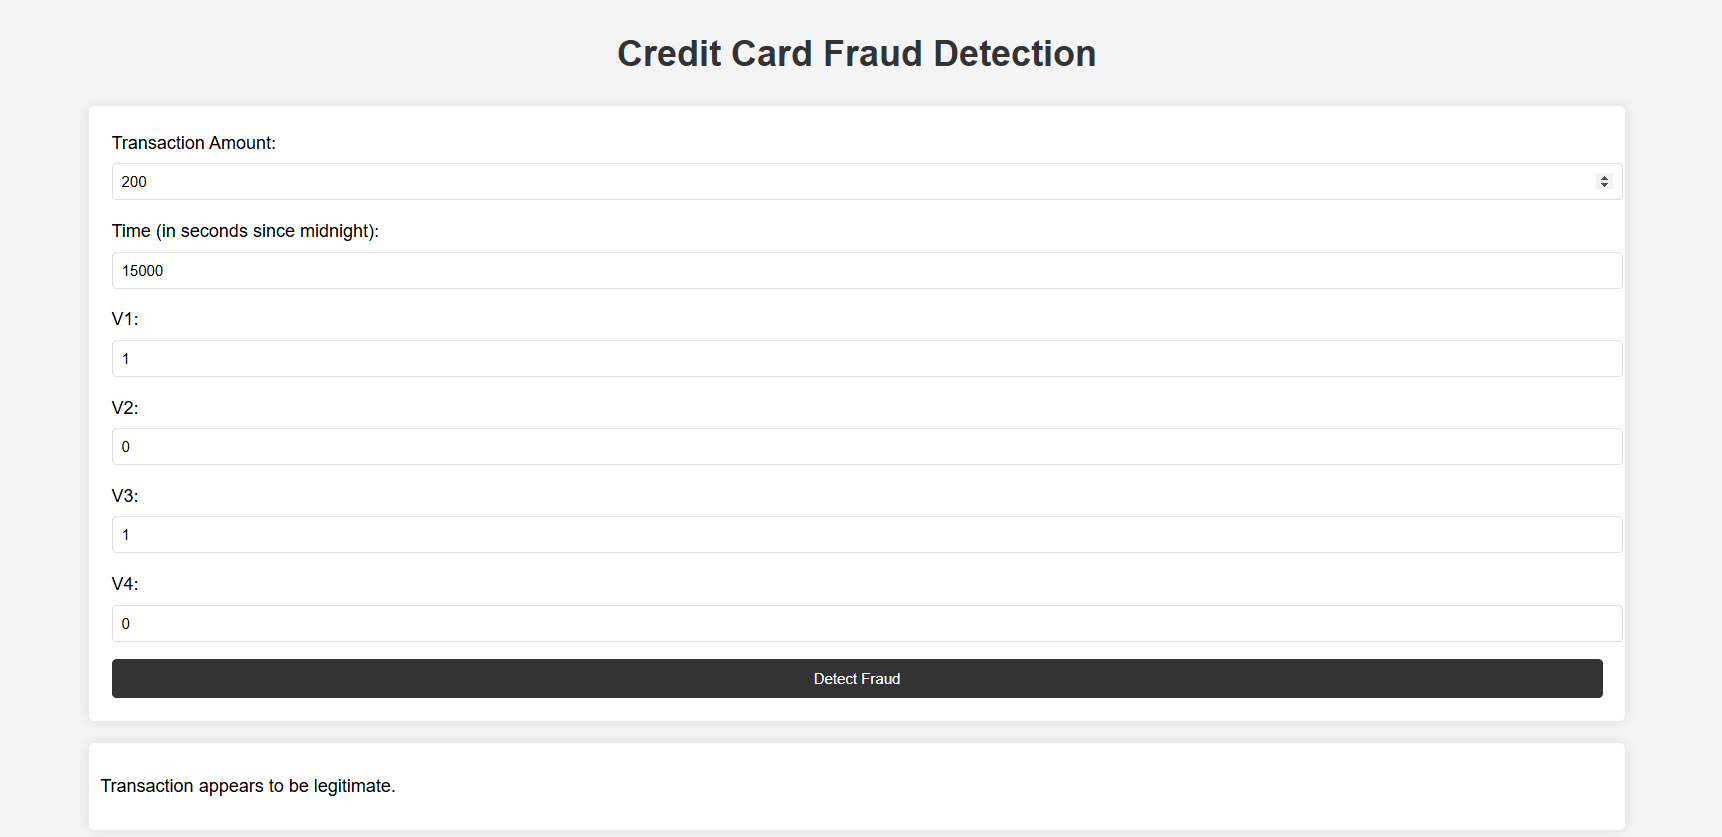 Credit Card Fraud Detection
Transaction Amount:
200
Time (in seconds since midnight):
15000
V1:
1
V2:
0
V3:
1
V4:
0
Detect Fraud
Transaction appears to be legitimate.